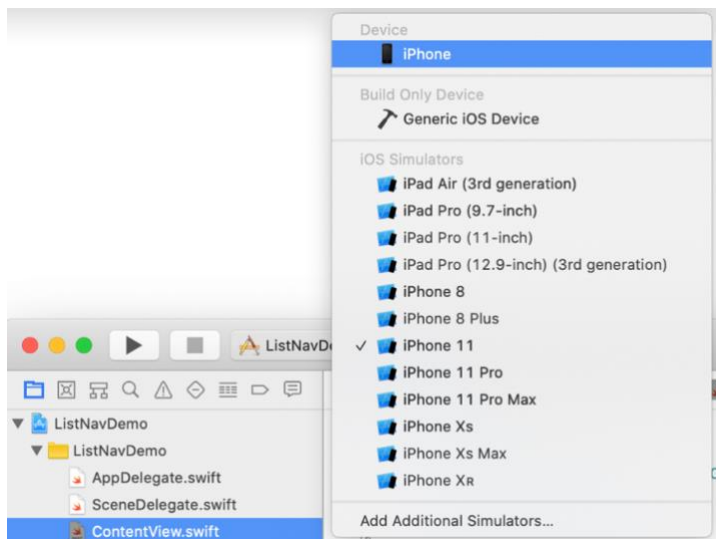 Device
iPhone
Build Only Device
Generic iOS Device
iOS Simulators
iPad Air (3rd generation)
iPad Pro (9.7-inch)
iPad Pro (11-inch)
iPad Pro (12.9-inch) (3rd generation)
iPhone 8
iPhone 8 Plus
iPhone 11
iPhone 11 Pro
iPhone 11 Pro Max
iPhone Xs
iPhone Xs Max
iPhone Xʀ
Add Additional Simulators...
ListNavD
ListNavDemo
ListNavDemo
AppDelegate.swift
SceneDelegate.swift
ContentView.swift